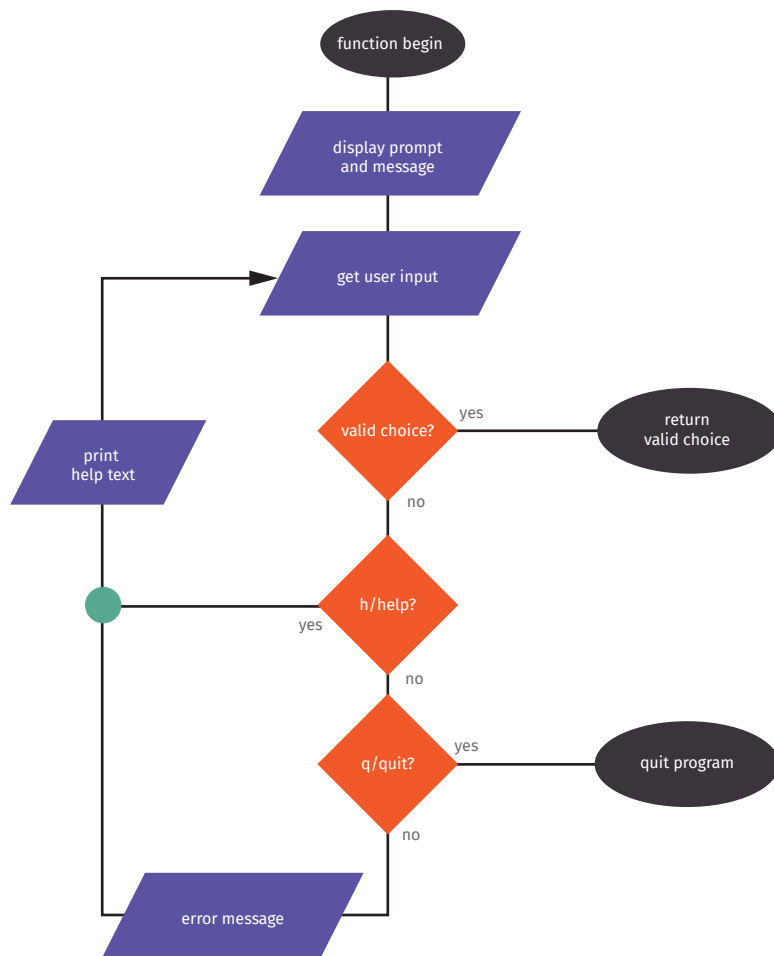 function begin
display prompt
and message
get user input
valid choice?
yes
return
valid choice
no
print
help text
h/help?
yes
no
q/quit?
yes
quit program
no
error message